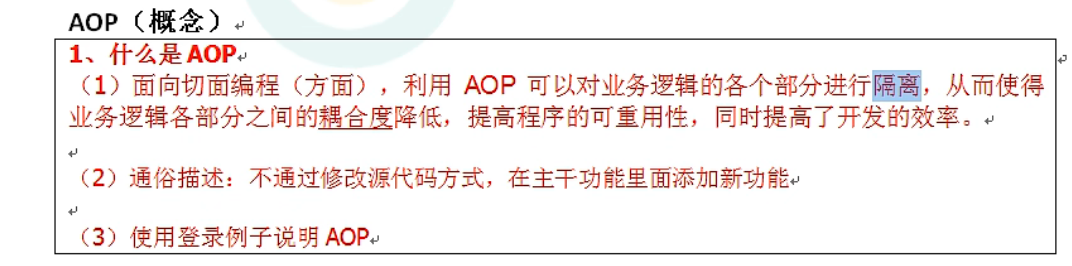 AOP（概念）
1、什么是AOP
（1）面向切面编程（方面），利用 AOP 可以对业务逻辑的各个部分进行隔离，从而使得
业务逻辑各部分之间的耦合度降低，提高程序的可重用性，同时提高了开发的效率。
（2）通俗描述：不通过修改源代码方式，在主干功能里面添加新功能
（3）使用登录例子说明 AOP